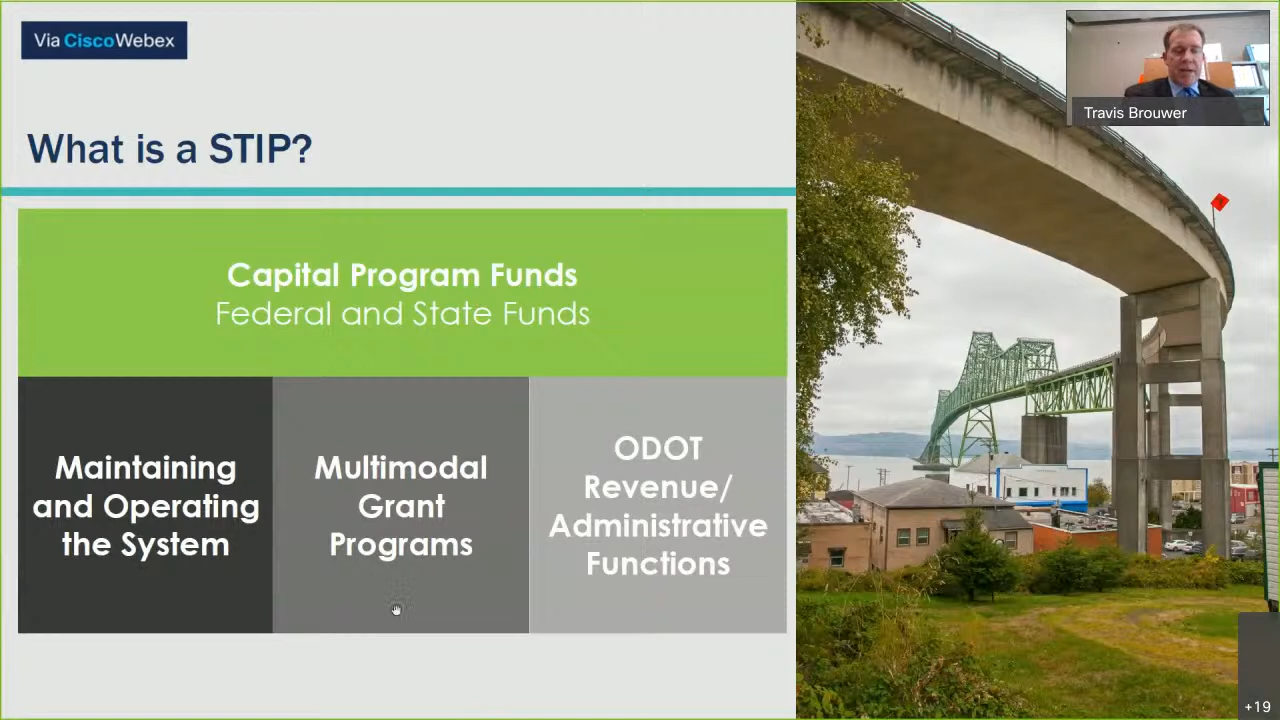 Via CiscoWebex
Travis Brouwer
What is a STIP?
Capital Program Funds
Federal and State Funds
Maintaining
and Operating
the System
Multimodal
Grant
Programs
ODOT
Revenue/
Administrative
Functions
+19